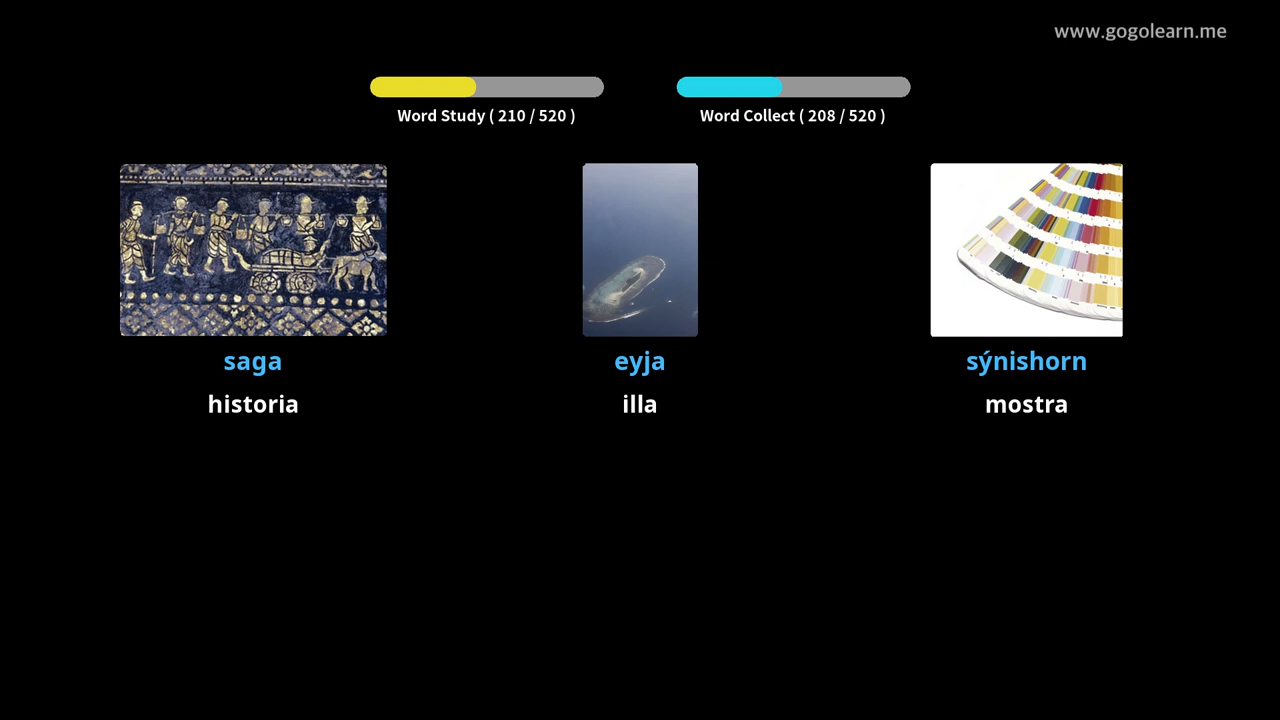 www.gogolearn.me
Word Study ( 210 / 520 )
Word Collect ( 208 / 520 )
saga
eyja
sýnishorn
historia
illa
mostra